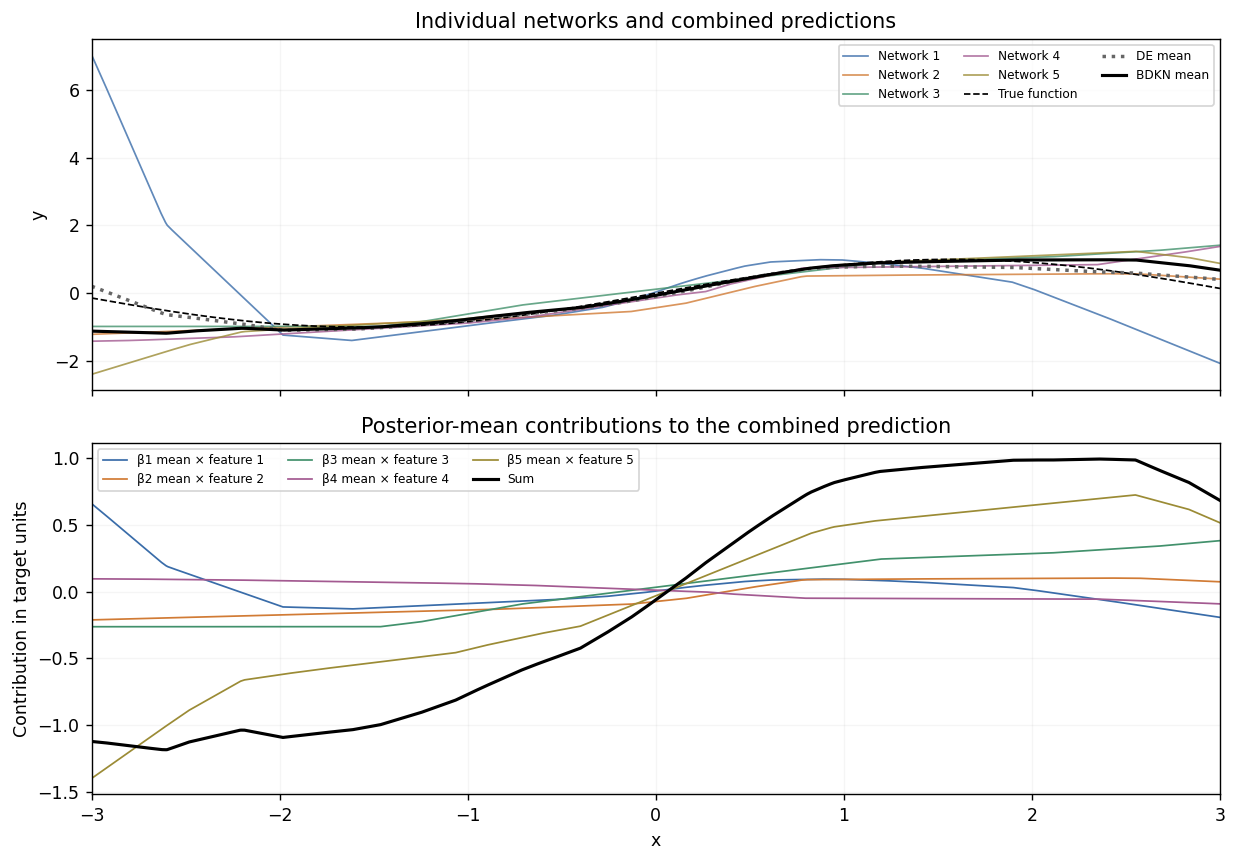 Individual networks and combined predictions
Network 1
Network 2
Network 3
Network 4
Network 5
True function
DE mean
BDKN mean
y
6
4
2
0
−2
Posterior-mean contributions to the combined prediction
β1 mean × feature 1
β2 mean × feature 2
β3 mean × feature 3
β4 mean × feature 4
β5 mean × feature 5
Sum
Contribution in target units
1.0
0.5
0.0
−0.5
−1.0
−1.5
−3
−2
−1
0
1
2
3
x